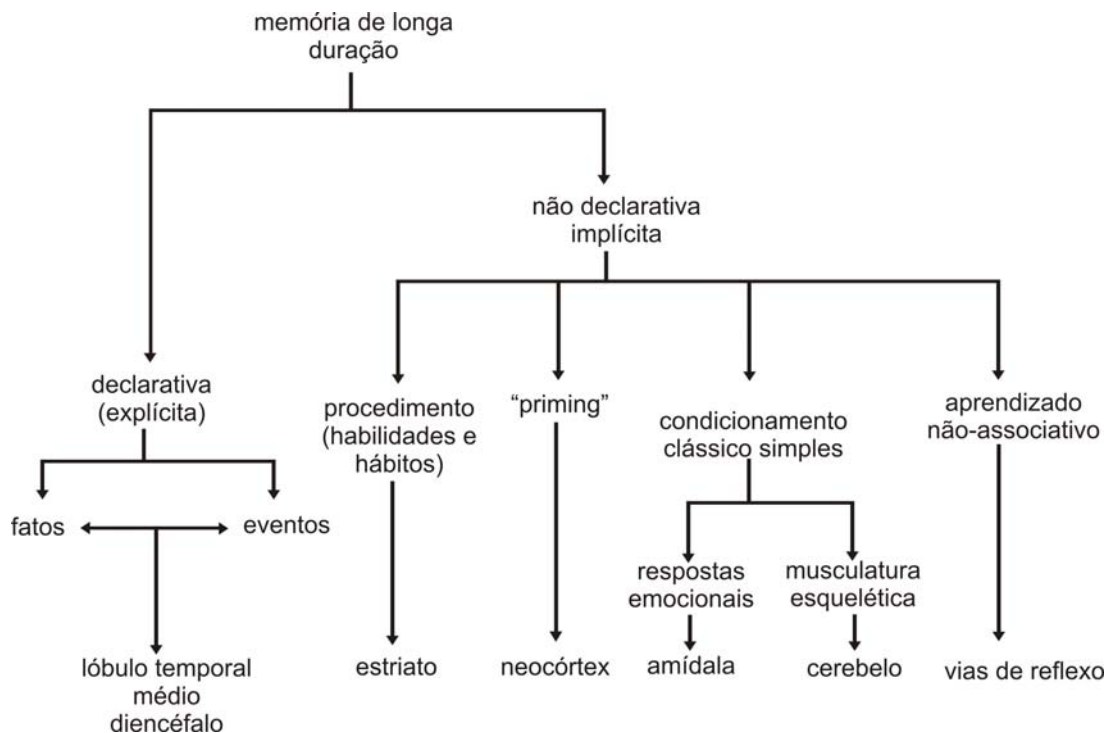 memória de longa
duração
não declarativa
implícita
declarativa
(explícita)
procedimento
(habilidades e
hábitos)
“priming”
condicionamento
clássico simples
aprendizado
não-associativo
fatos
eventos
respostas
emocionais
musculatura
esquelética
lóbulo temporal
médio
diencéfalo
estriato
neocórtex
amídala
cerebelo
vias de reflexo